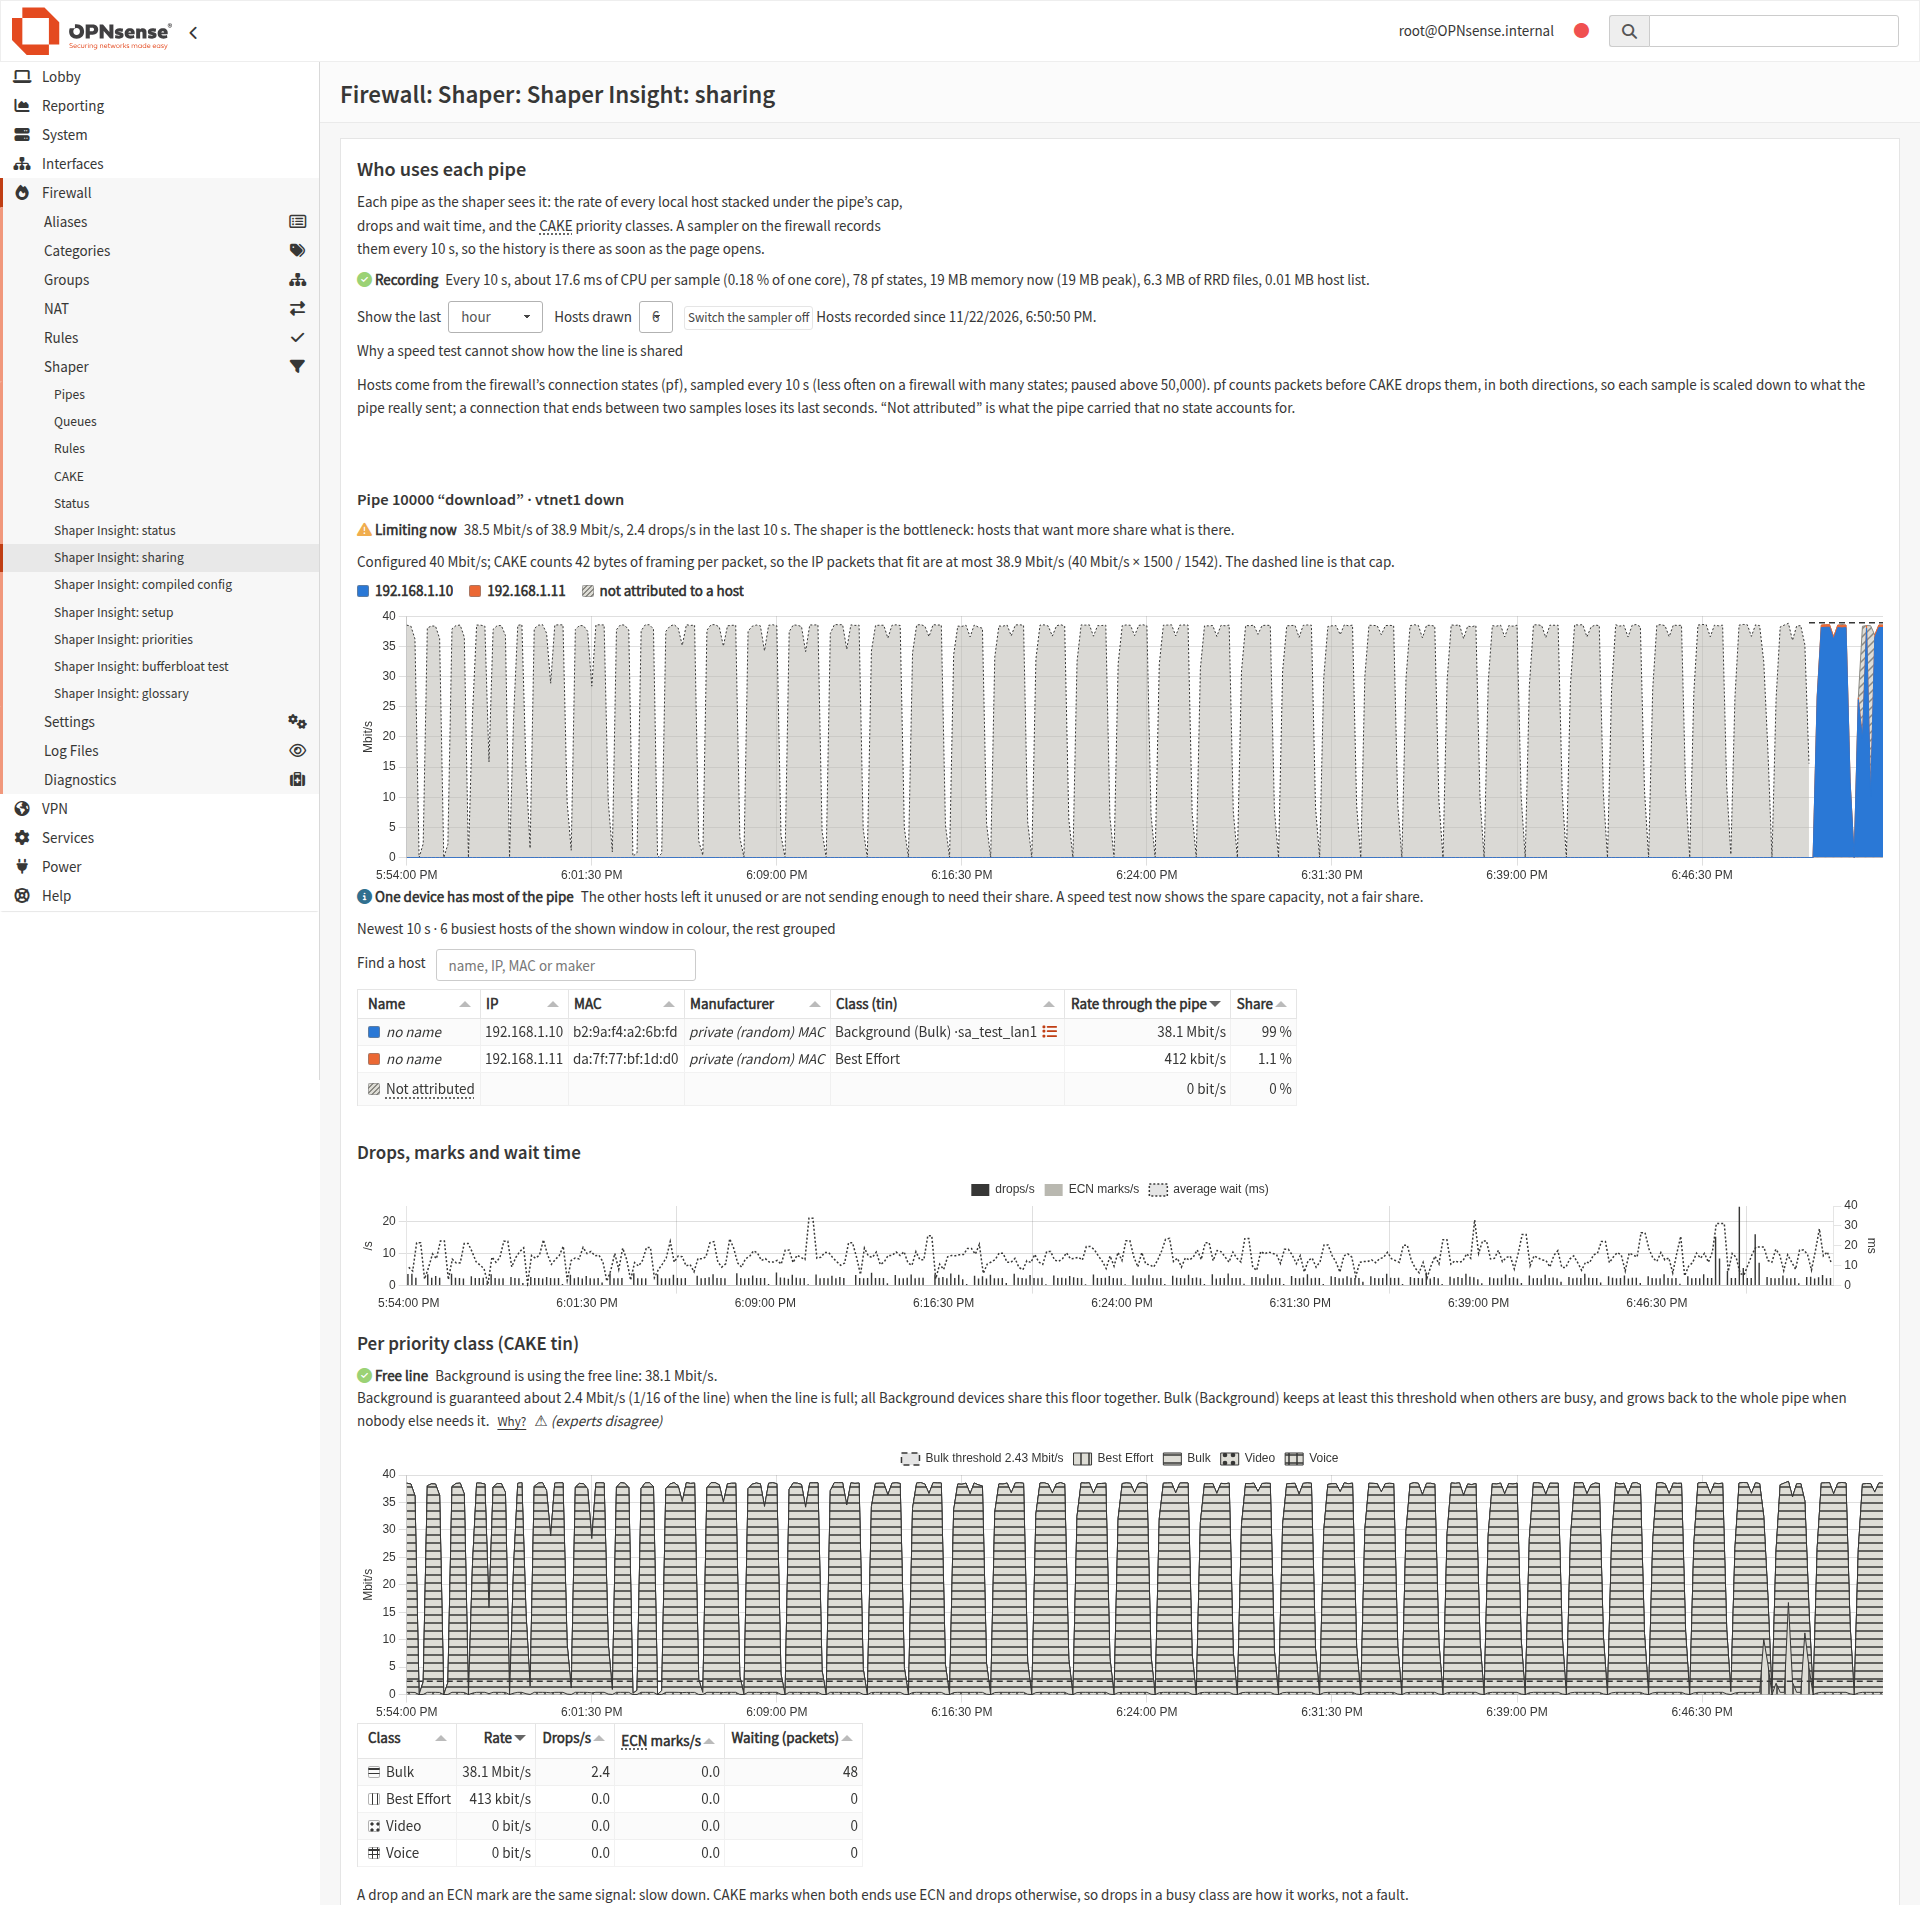 OPNsense®
Securing networks made easy
root@OPNsense.internal
Lobby
Reporting
System
Interfaces
Firewall
Aliases
Categories
Groups
NAT
Rules
Shaper
Pipes
Queues
Rules
CAKE
Status
Shaper Insight: status
Shaper Insight: sharing
Shaper Insight: compiled config
Shaper Insight: setup
Shaper Insight: priorities
Shaper Insight: bufferbloat test
Shaper Insight: glossary
Settings
Log Files
Diagnostics
VPN
Services
Power
Help
Firewall: Shaper: Shaper Insight: sharing
Who uses each pipe
Each pipe as the shaper sees it: the rate of every local host stacked under the pipe’s cap,
drops and wait time, and the CAKE priority classes. A sampler on the firewall records
them every 10 s, so the history is there as soon as the page opens.
Recording Every 10 s, about 17.6 ms of CPU per sample (0.18 % of one core), 78 pf states, 19 MB memory now (19 MB peak), 6.3 MB of RRD files, 0.01 MB host list.
Show the last hour Hosts drawn 6 Switch the sampler off Hosts recorded since 11/22/2026, 6:50:50 PM.
Why a speed test cannot show how the line is shared
Hosts come from the firewall’s connection states (pf), sampled every 10 s (less often on a firewall with many states; paused above 50,000). pf counts packets before CAKE drops them, in both directions, so each sample is scaled down to what the
pipe really sent; a connection that ends between two samples loses its last seconds. “Not attributed” is what the pipe carried that no state accounts for.
Pipe 10000 “download” · vtnet1 down
Limiting now 38.5 Mbit/s of 38.9 Mbit/s, 2.4 drops/s in the last 10 s. The shaper is the bottleneck: hosts that want more share what is there.
Configured 40 Mbit/s; CAKE counts 42 bytes of framing per packet, so the IP packets that fit are at most 38.9 Mbit/s (40 Mbit/s × 1500 / 1542). The dashed line is that cap.
192.168.1.10 192.168.1.11 not attributed to a host
40
35
30
25
20
15
10
5
0
Mbit/s
5:54:00 PM 6:01:30 PM 6:09:00 PM 6:16:30 PM 6:24:00 PM 6:31:30 PM 6:39:00 PM 6:46:30 PM
One device has most of the pipe The other hosts left it unused or are not sending enough to need their share. A speed test now shows the spare capacity, not a fair share.
Newest 10 s · 6 busiest hosts of the shown window in colour, the rest grouped
Find a host name, IP, MAC or maker
Name IP MAC Manufacturer Class (tin) Rate through the pipe Share
no name 192.168.1.10 b2:9a:f4:a2:6b:fd private (random) MAC Background (Bulk) ·sa_test_lan1 38.1 Mbit/s 99 %
no name 192.168.1.11 da:7f:77:bf:1d:d0 private (random) MAC Best Effort 412 kbit/s 1.1 %
Not attributed 0 bit/s 0 %
Drops, marks and wait time
drops/s ECN marks/s average wait (ms)
20
10
0
/s
40
30
20
10
0
ms
5:54:00 PM 6:01:30 PM 6:09:00 PM 6:16:30 PM 6:24:00 PM 6:31:30 PM 6:39:00 PM 6:46:30 PM
Per priority class (CAKE tin)
Free line Background is using the free line: 38.1 Mbit/s.
Background is guaranteed about 2.4 Mbit/s (1/16 of the line) when the line is full; all Background devices share this floor together. Bulk (Background) keeps at least this threshold when others are busy, and grows back to the whole pipe when
nobody else needs it. Why? ⚠ (experts disagree)
Bulk threshold 2.43 Mbit/s Best Effort Bulk Video Voice
40
35
30
25
20
15
10
5
0
Mbit/s
5:54:00 PM 6:01:30 PM 6:09:00 PM 6:16:30 PM 6:24:00 PM 6:31:30 PM 6:39:00 PM 6:46:30 PM
Class Rate Drops/s ECN marks/s Waiting (packets)
Bulk 38.1 Mbit/s 2.4 0.0 48
Best Effort 413 kbit/s 0.0 0.0 0
Video 0 bit/s 0.0 0.0 0
Voice 0 bit/s 0.0 0.0 0
A drop and an ECN mark are the same signal: slow down. CAKE marks when both ends use ECN and drops otherwise, so drops in a busy class are how it works, not a fault.